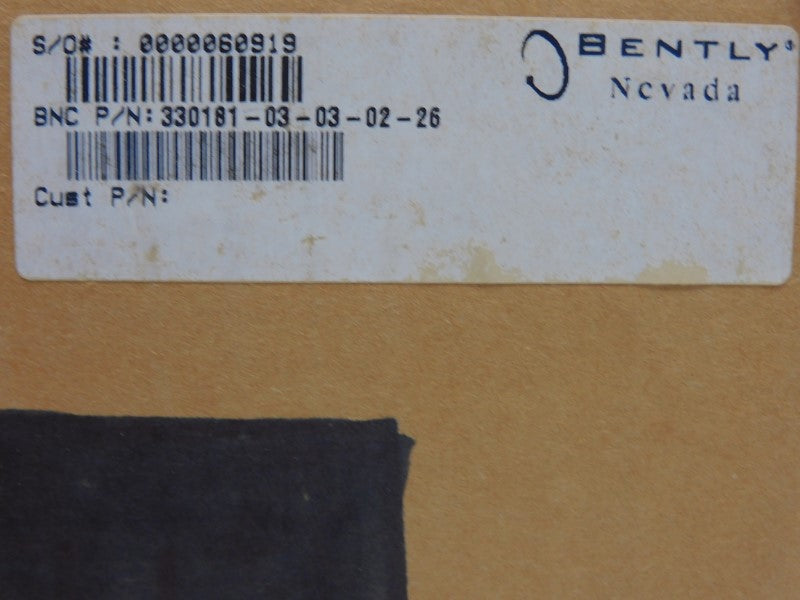 S/O# : 0000060919
BENTLY®
Nevada
BNC P/N:330181-03-03-02-26
Cust P/N: